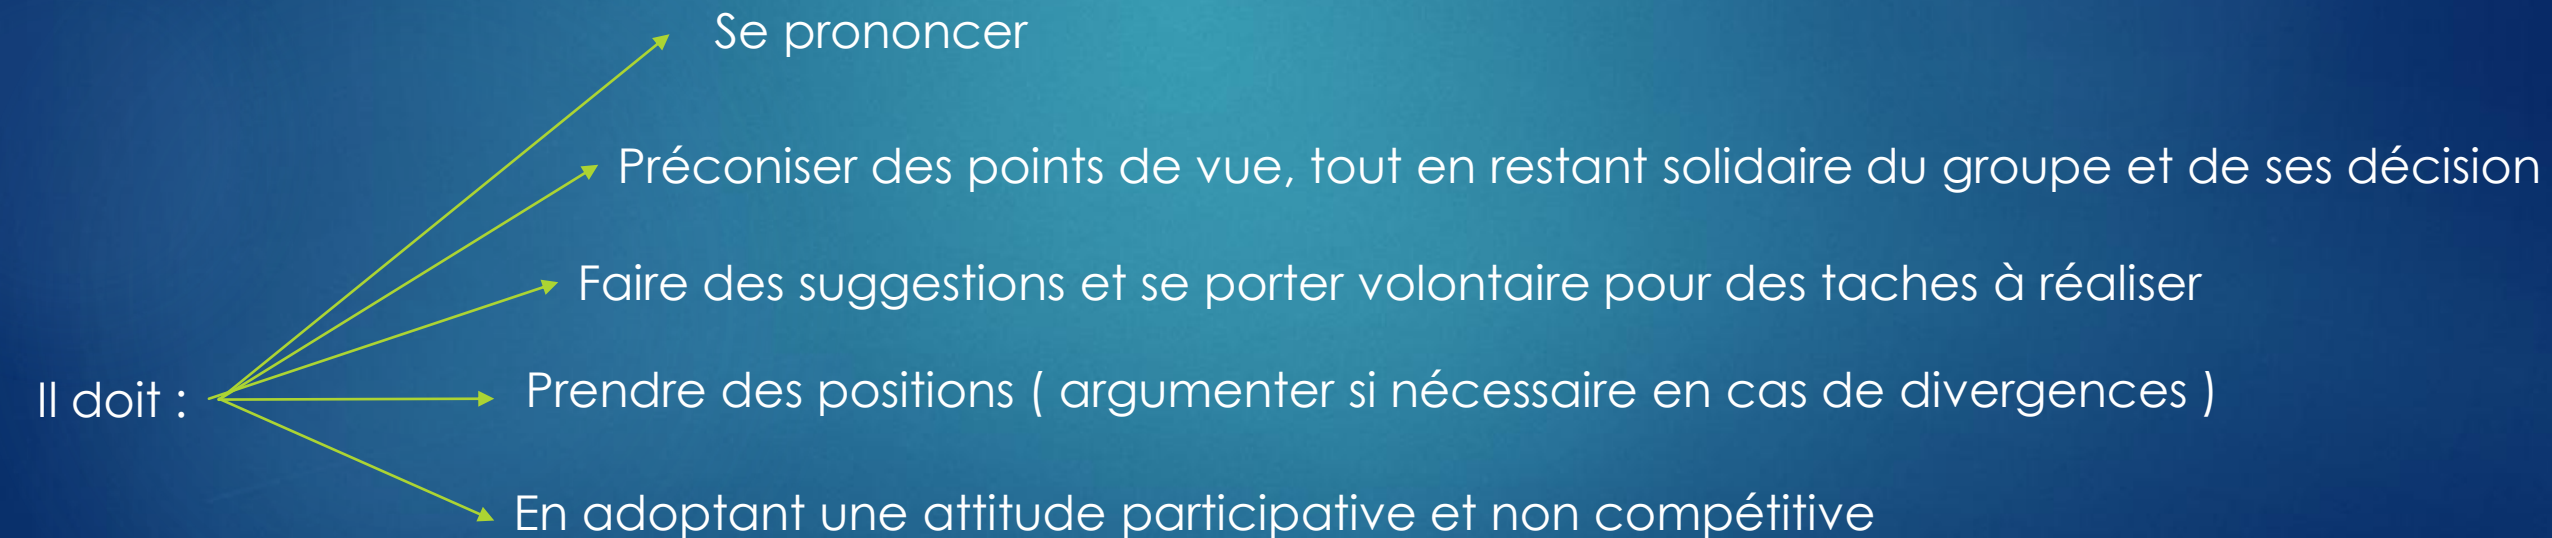 Se prononcer
Préconiser des points de vue, tout en restant solidaire du groupe et de ses décision
Faire des suggestions et se porter volontaire pour des taches à réaliser
Il doit :
Prendre des positions ( argumenter si nécessaire en cas de divergences )
En adoptant une attitude participative et non compétitive